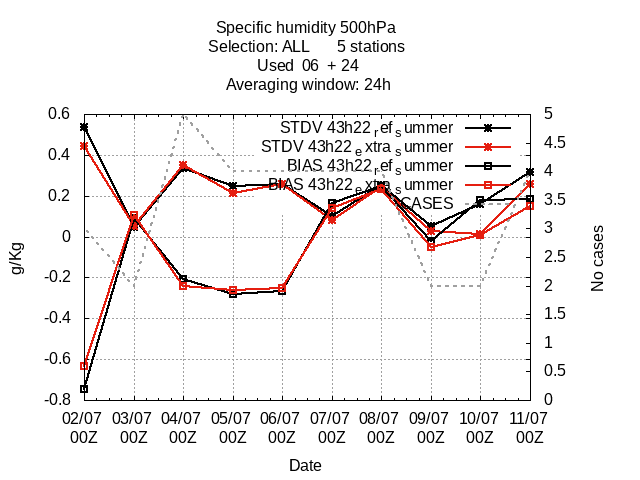 Specific humidity 500hPa
Selection: ALL 5 stations
Used 06 + 24
Averaging window: 24h
STDV 43h22refsummer
STDV 43h22extrasummer
BIAS 43h22refsummer
BIAS 43h22extrasummer
CASES
0.6
0.4
0.2
0
-0.2
-0.4
-0.6
-0.8
g/Kg
5
4.5
4
3.5
3
2.5
2
1.5
1
0.5
0
No cases
02/07 03/07 04/07 05/07 06/07 07/07 08/07 09/07 10/07 11/07
00Z 00Z 00Z 00Z 00Z 00Z 00Z 00Z 00Z 00Z
Date